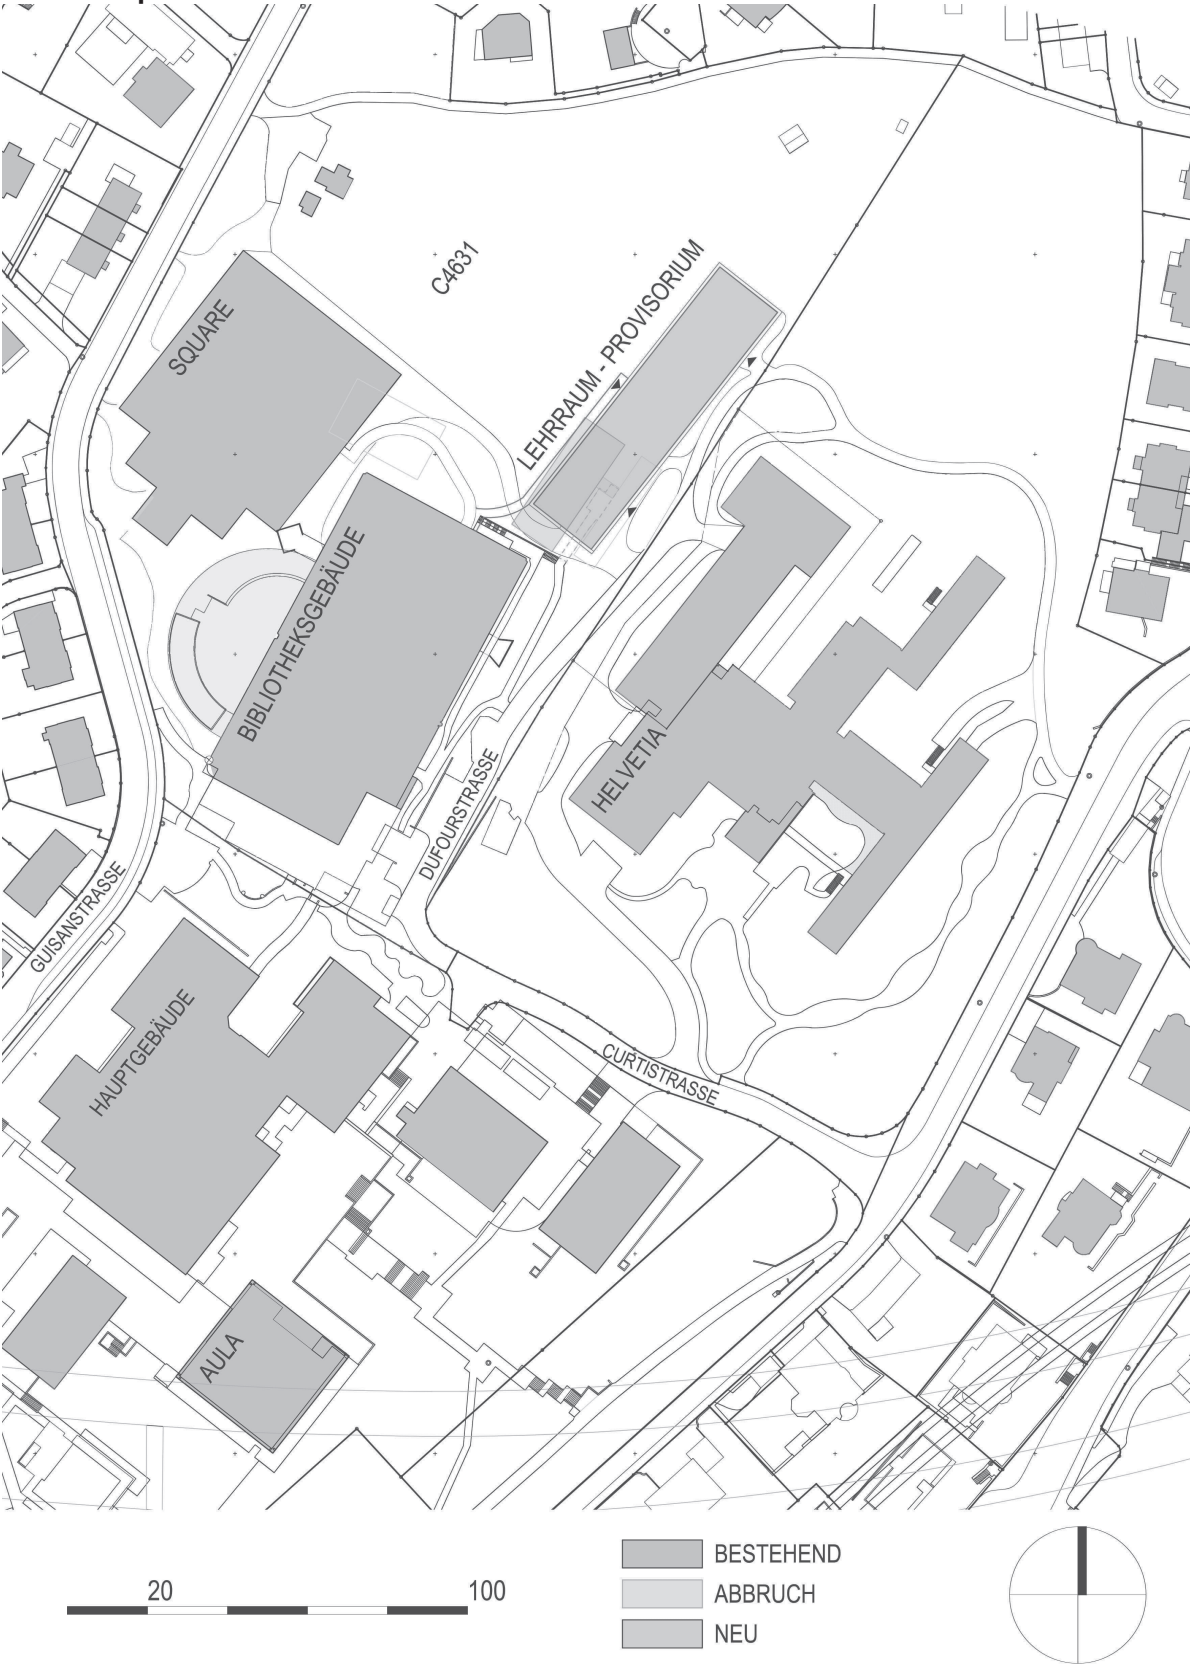 C4631
SQUARE
LEHRRAUM - PROVISORIUM
BIBLIOTHEKSGEBÄUDE
HELVETIA
DUFOURSTRASSE
GUISANSTRASSE
HAUPTGEBÄUDE
CURTISTRASSE
AULA
20 100
BESTEHEND
ABBRUCH
NEU